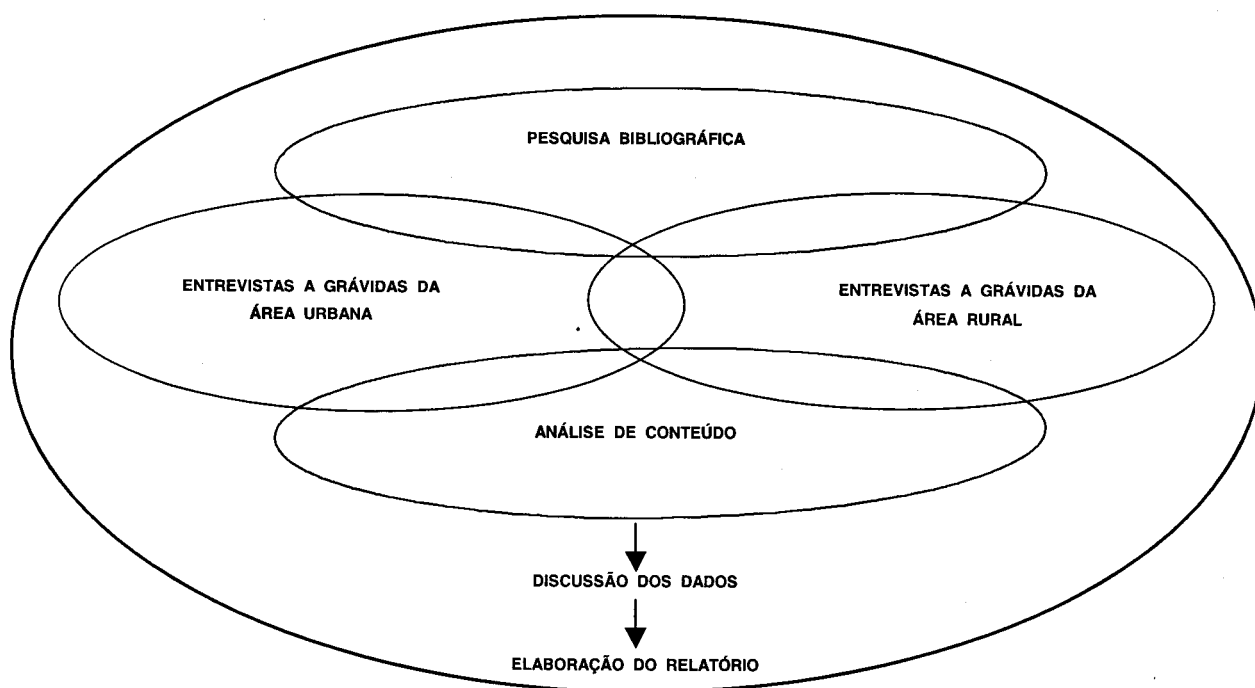 PESQUISA BIBLIOGRÁFICA
ENTREVISTAS A GRÁVIDAS DA
ÁREA URBANA
ENTREVISTAS A GRÁVIDAS DA
ÁREA RURAL
ANÁLISE DE CONTEÚDO
DISCUSSÃO DOS DADOS
ELABORAÇÃO DO RELATÓRIO